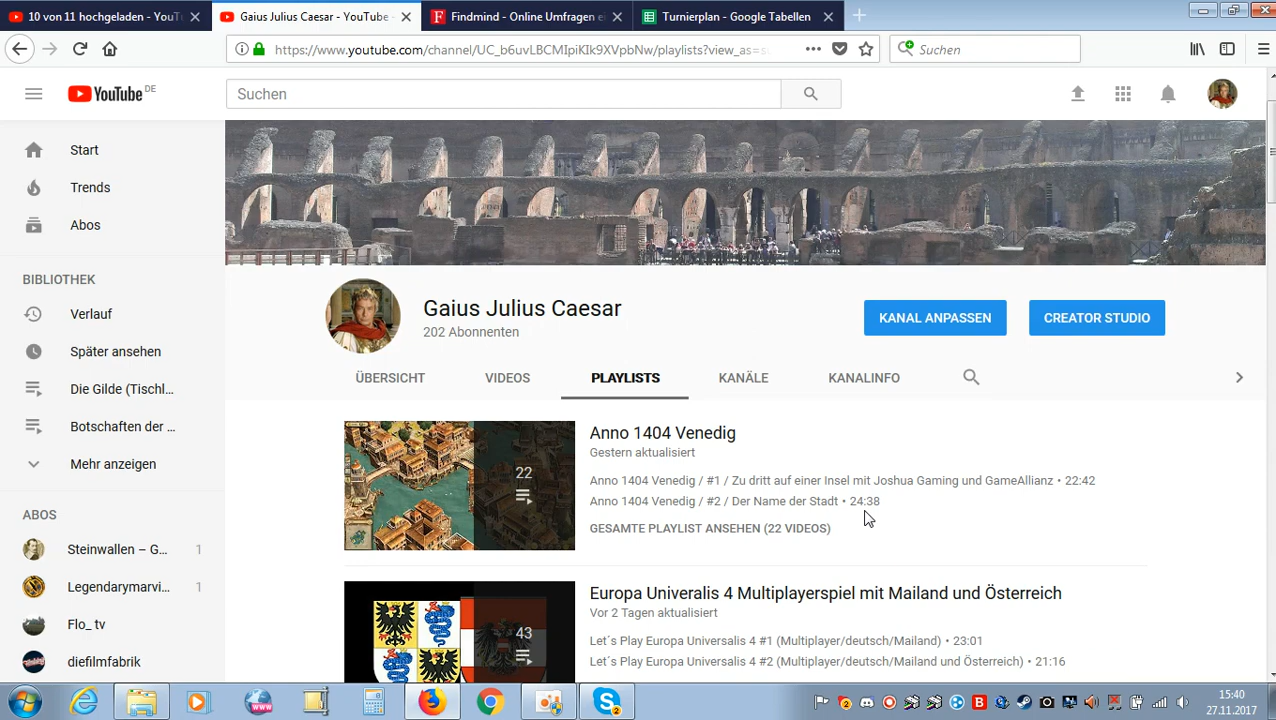 10 von 11 hochgeladen - YouT
Gaius Julius Caesar - YouTube -
Findmind - Online Umfragen e
Turnierplan - Google Tabellen
https://www.youtube.com/channel/UC_b6uvLBCMIpiKIk9XVpbNw/playlists?view_as=s
Suchen
YouTube DE
Suchen
Start
Trends
Abos
BIBLIOTHEK
Verlauf
Später ansehen
Die Gilde (Tischl...
Botschaften der ...
Mehr anzeigen
ABOS
Steinwallen – G... 1
Legendarymarvi... 1
Flo_ tv
diefilmfabrik
Gaius Julius Caesar
202 Abonnenten
KANAL ANPASSEN
CREATOR STUDIO
ÜBERSICHT
VIDEOS
PLAYLISTS
KANÄLE
KANALINFO
22
Anno 1404 Venedig
Gestern aktualisiert
Anno 1404 Venedig / #1 / Zu dritt auf einer Insel mit Joshua Gaming und GameAllianz • 22:42
Anno 1404 Venedig / #2 / Der Name der Stadt • 24:38
GESAMTE PLAYLIST ANSEHEN (22 VIDEOS)
43
Europa Univeralis 4 Multiplayerspiel mit Mailand und Österreich
Vor 2 Tagen aktualisiert
Let´s Play Europa Universalis 4 #1 (Multiplayer/deutsch/Mailand) • 23:01
Let´s Play Europa Universalis 4 #2 (Multiplayer/deutsch/Mailand und Österreich) • 21:16
15:40
27.11.2017